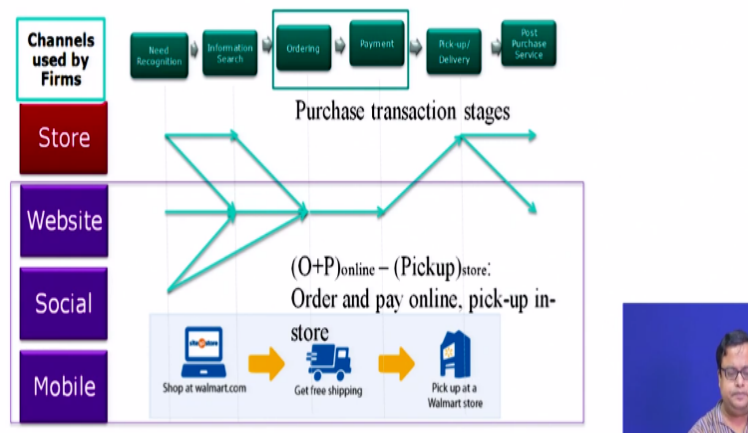 Channels
used by
Firms
Need
Recognition
Information
Search
Ordering
Payment
Pick-up/
Delivery
Post
Purchase
Service
Purchase transaction stages
Store
Website
Social
Mobile
(O+P)online – (Pickup)store:
Order and pay online, pick-up in-
store
Shop at walmart.com
Get free shipping
Pick up at a
Walmart store